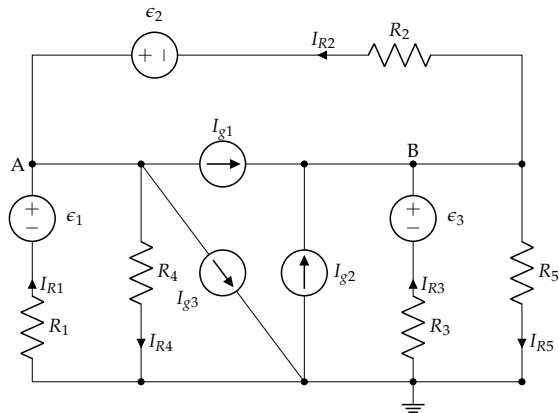 ϵ2
IR2
R2
+ −
A
Ig1
B
+
−
ϵ1
+
−
ϵ3
R4
Ig3
Ig2
R5
IR1
IR3
R1
IR4
R3
IR5